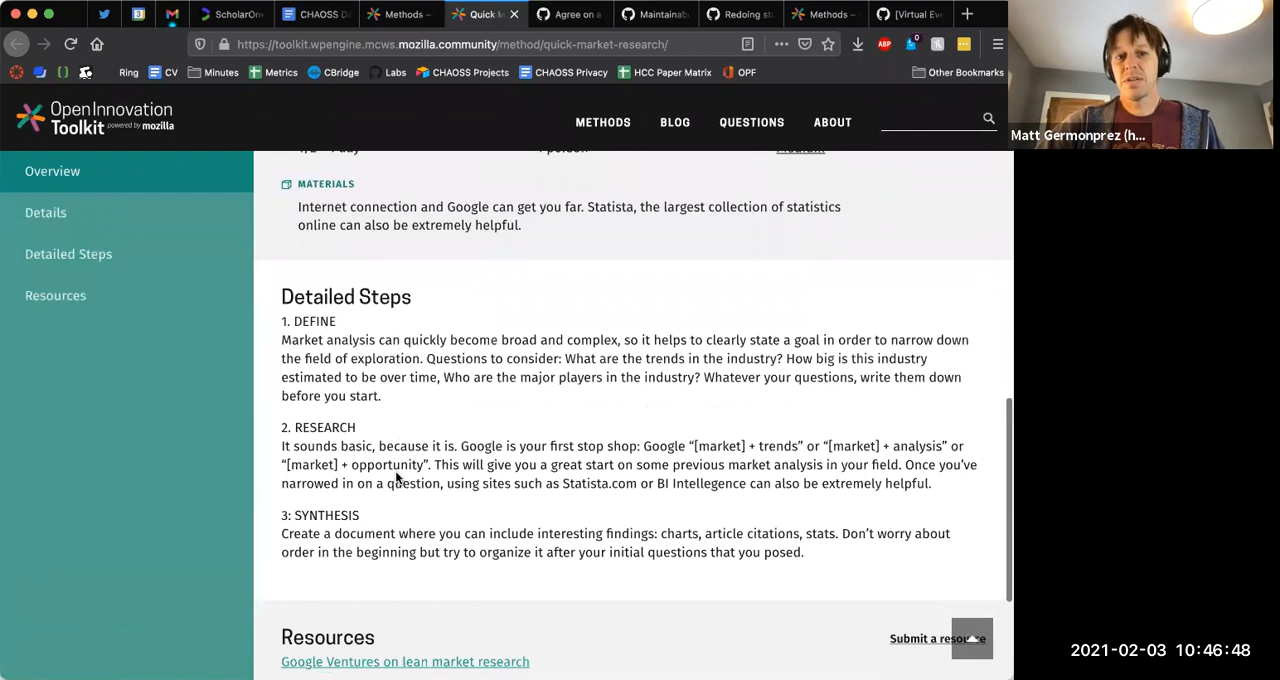 ScholarOn
CHAOSS D
Methods –
Quick M
Agree on a
Maintainab
Redoing st
Methods –
[Virtual Eve
https://toolkit.wpengine.mcws.mozilla.community/method/quick-market-research/
Ring
CV
Minutes
Metrics
CBridge
Labs
CHAOSS Projects
CHAOSS Privacy
HCC Paper Matrix
OPF
Other Bookmarks
Matt Germonprez (h...
Open Innovation
Toolkit powered by mozilla
METHODS
BLOG
QUESTIONS
ABOUT
Overview
Details
Detailed Steps
Resources
1/2 - 1 day
1 person
Medium
MATERIALS
Internet connection and Google can get you far. Statista, the largest collection of statistics
online can also be extremely helpful.
Detailed Steps
1. DEFINE
Market analysis can quickly become broad and complex, so it helps to clearly state a goal in order to narrow down
the field of exploration. Questions to consider: What are the trends in the industry? How big is this industry
estimated to be over time, Who are the major players in the industry? Whatever your questions, write them down
before you start.
2. RESEARCH
It sounds basic, because it is. Google is your first stop shop: Google “[market] + trends” or “[market] + analysis” or
“[market] + opportunity”. This will give you a great start on some previous market analysis in your field. Once you’ve
narrowed in on a question, using sites such as Statista.com or BI Intellegence can also be extremely helpful.
3: SYNTHESIS
Create a document where you can include interesting findings: charts, article citations, stats. Don’t worry about
order in the beginning but try to organize it after your initial questions that you posed.
Resources
Submit a resource
Google Ventures on lean market research
2021-02-03 10:46:48